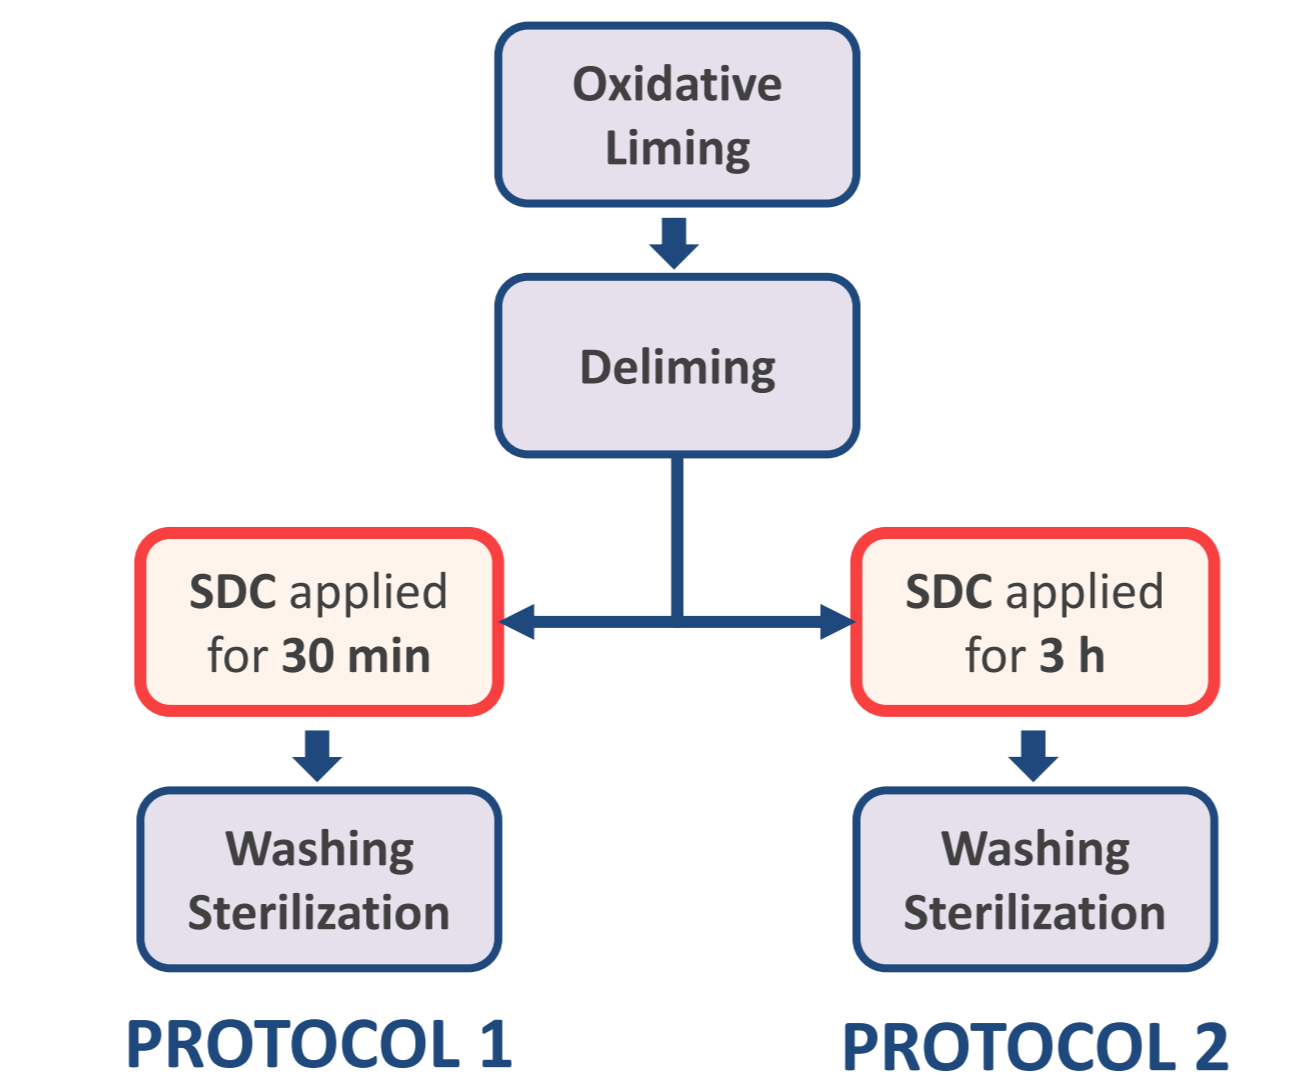 Oxidative
Liming
Deliming
SDC applied
for 30 min
SDC applied
for 3 h
Washing
Sterilization
Washing
Sterilization
PROTOCOL 1
PROTOCOL 2